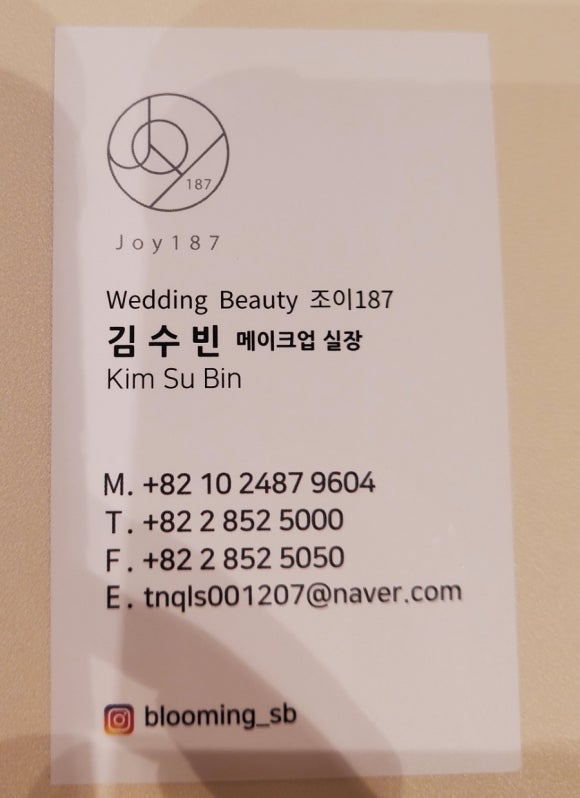 187
Joy187
Wedding Beauty 조이187
김수빈 메이크업 실장
Kim Su Bin
M. +82 10 2487 9604
T. +82 2 852 5000
F. +82 2 852 5050
E. tnqls001207@naver.com
blooming_sb